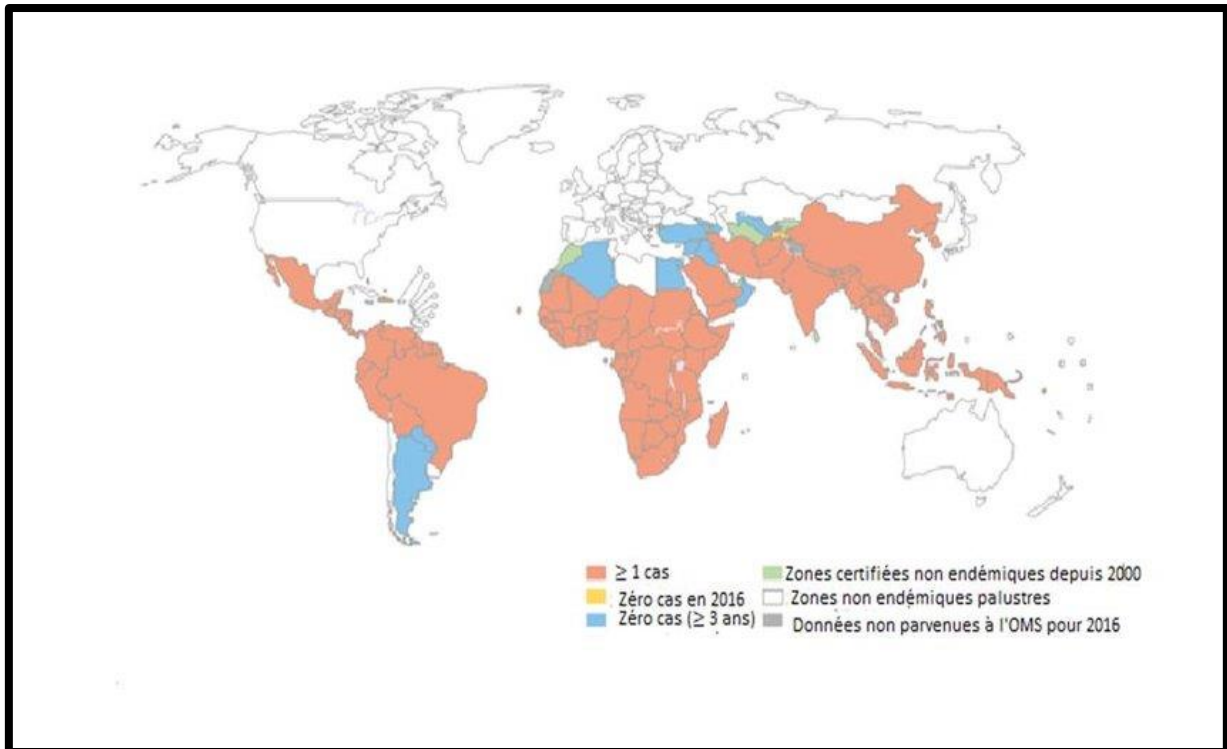 ≥ 1 cas
Zéro cas en 2016
Zéro cas (≥ 3 ans)
Zones certifiées non endémiques depuis 2000
Zones non endémiques palustres
Données non parvenues à l'OMS pour 2016